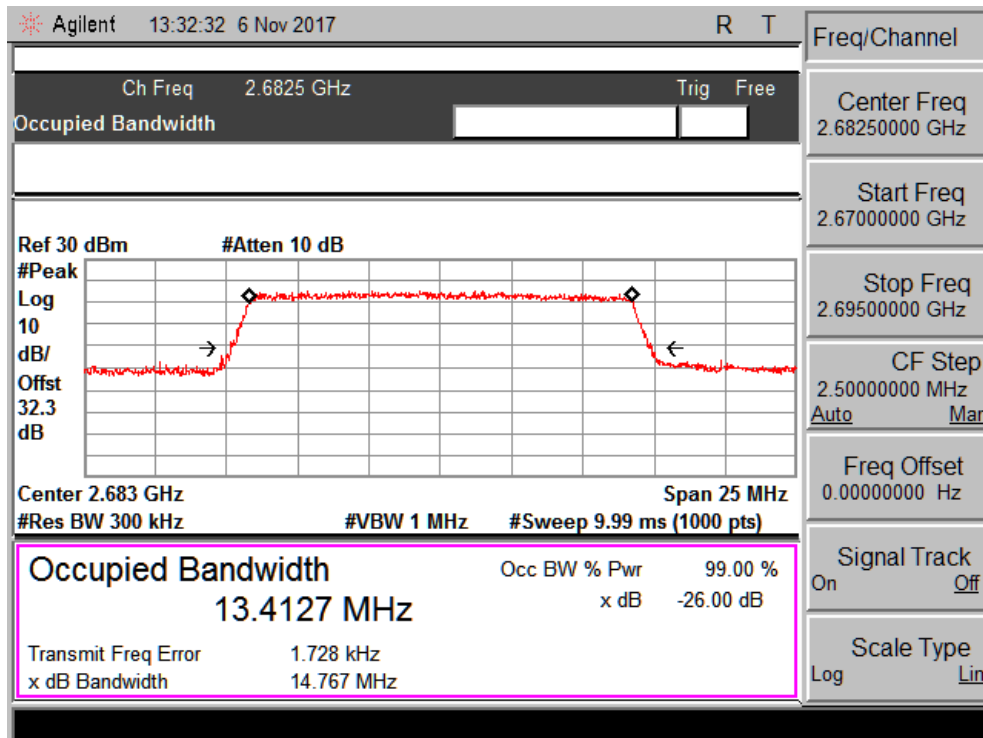 Agilent 13:32:32 6 Nov 2017 R T
Ch Freq 2.6825 GHz Trig Free
Occupied Bandwidth
Ref 30 dBm #Atten 10 dB
#Peak
Log
10
dB/
Offst
32.3
dB
Center 2.683 GHz Span 25 MHz
#Res BW 300 kHz #VBW 1 MHz #Sweep 9.99 ms (1000 pts)
Occupied Bandwidth Occ BW % Pwr 99.00 %
13.4127 MHz x dB -26.00 dB
Transmit Freq Error 1.728 kHz
x dB Bandwidth 14.767 MHz
Freq/Channel
Center Freq
2.68250000 GHz
Start Freq
2.67000000 GHz
Stop Freq
2.69500000 GHz
CF Step
2.50000000 MHz
Auto Man
Freq Offset
0.00000000 Hz
Signal Track
On Off
Scale Type
Log Lin